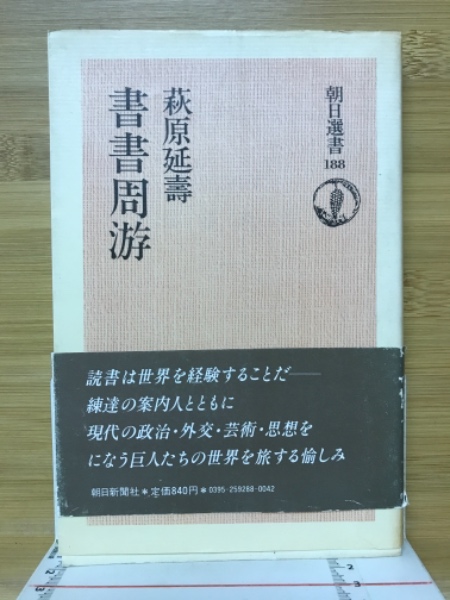 朝日選書
188
萩原延壽
書書周游
読書は世界を経験することだ——
練達の案内人とともに
現代の政治・外交・芸術・思想を
になう巨人たちの世界を旅する愉しみ
朝日新聞社＊定価840円＊0395-259288-0042
2
3